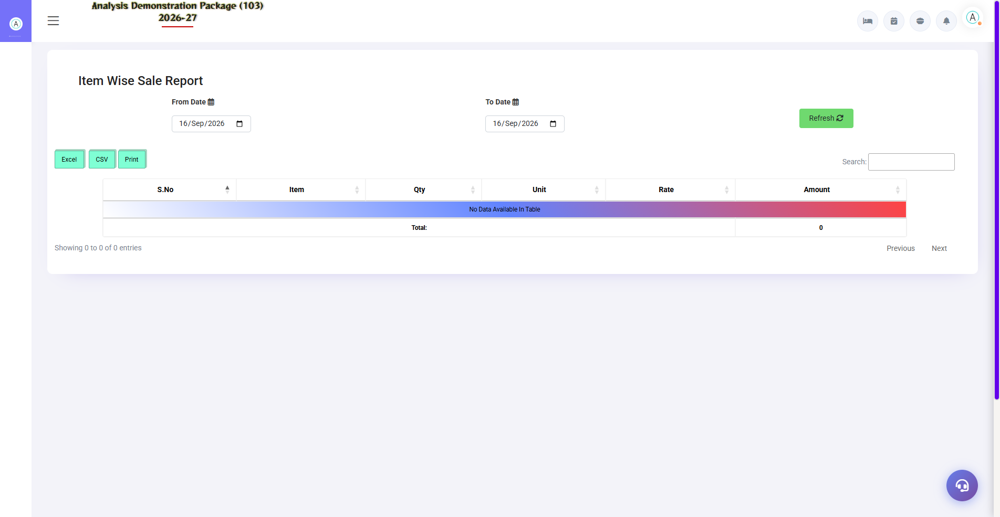 Analysis Demonstration Package (103)
2026-27
A
A
Item Wise Sale Report
From Date
To Date
16/Sep/2026
16/Sep/2026
Refresh
Excel
CSV
Print
Search:
S.No
Item
Qty
Unit
Rate
Amount
No Data Available In Table
Total:
0
Showing 0 to 0 of 0 entries
Previous
Next